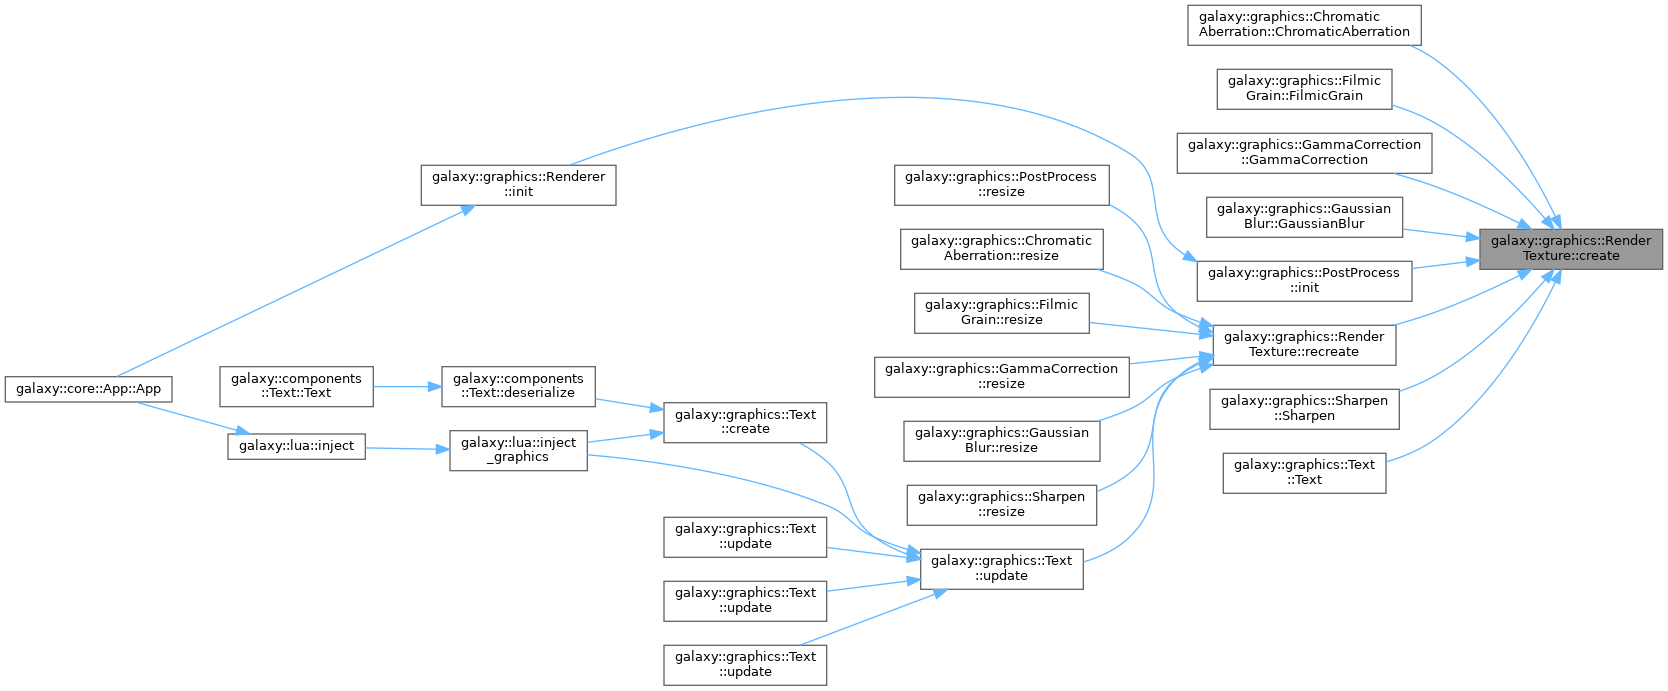 galaxy::graphics::Chromatic
Aberration::ChromaticAberration
galaxy::graphics::Filmic
Grain::FilmicGrain
galaxy::graphics::GammaCorrection
::GammaCorrection
galaxy::graphics::Renderer
::init
galaxy::graphics::PostProcess
::resize
galaxy::graphics::Gaussian
Blur::GaussianBlur
galaxy::graphics::Render
Texture::create
galaxy::graphics::Chromatic
Aberration::resize
galaxy::graphics::PostProcess
::init
galaxy::graphics::Filmic
Grain::resize
galaxy::graphics::Render
Texture::recreate
galaxy::graphics::GammaCorrection
::resize
galaxy::core::App::App
galaxy::components
::Text::Text
galaxy::components
::Text::deserialize
galaxy::graphics::Sharpen
::Sharpen
galaxy::graphics::Text
::create
galaxy::graphics::Gaussian
Blur::resize
galaxy::lua::inject
galaxy::lua::inject
_graphics
galaxy::graphics::Text
::Text
galaxy::graphics::Sharpen
::resize
galaxy::graphics::Text
::update
galaxy::graphics::Text
::update
galaxy::graphics::Text
::update
galaxy::graphics::Text
::update